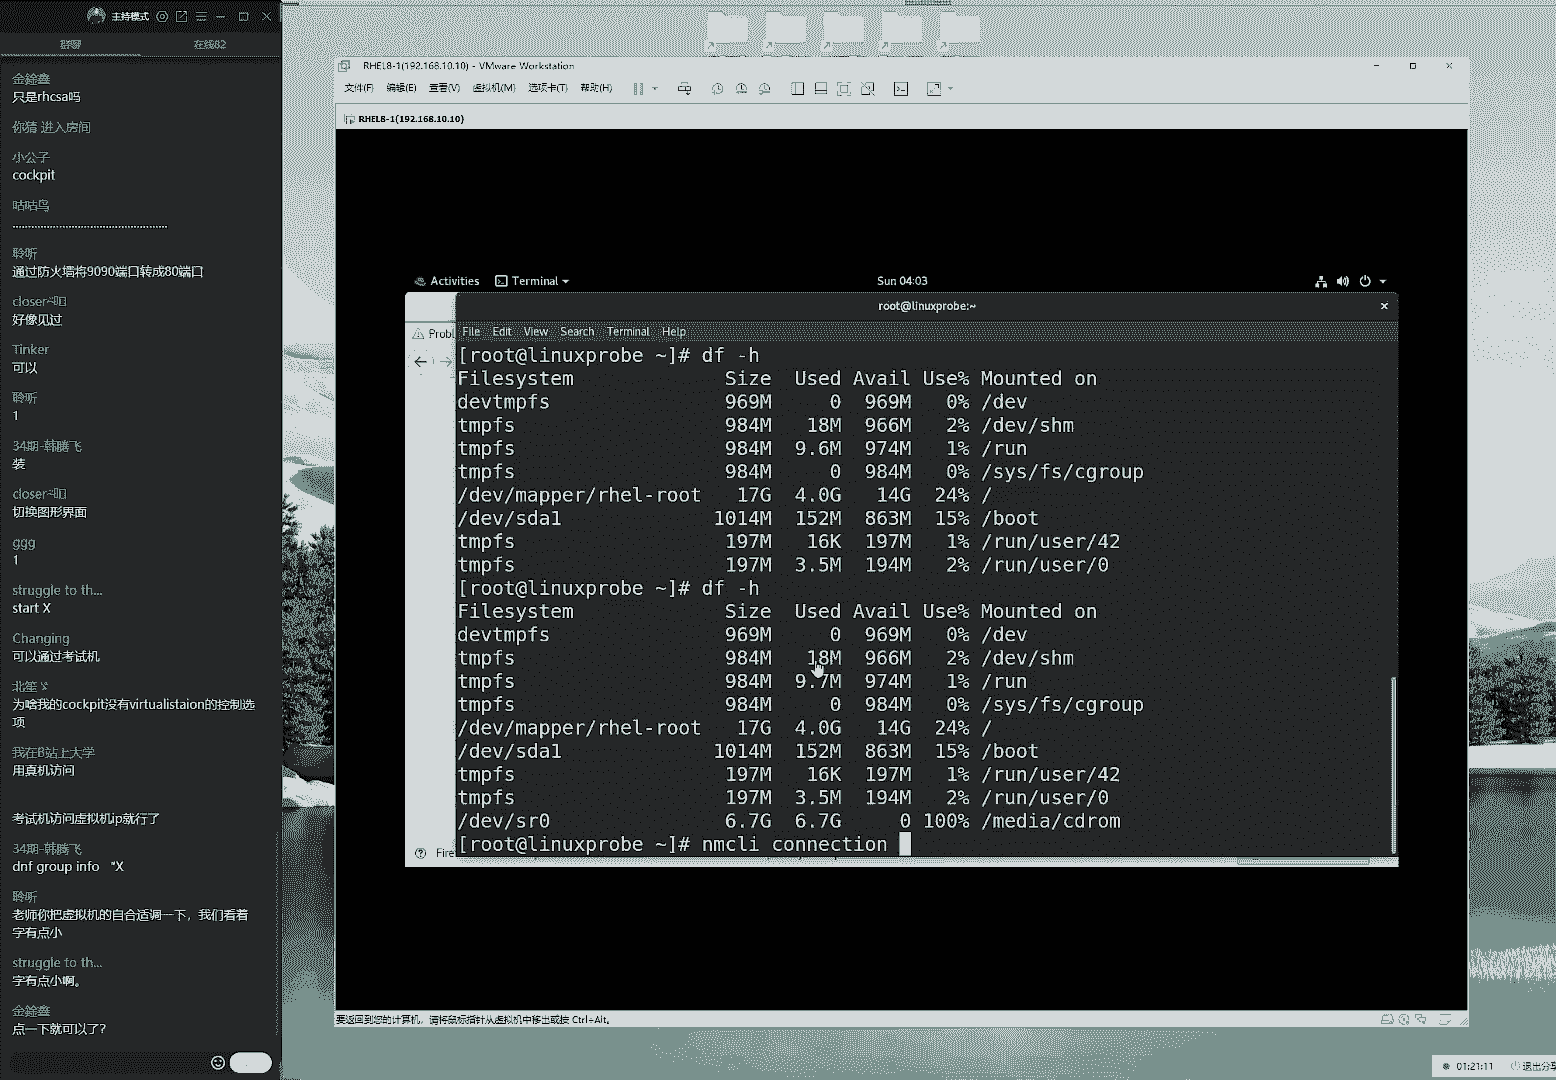 主持模式
群聊
在线82
金鑫鑫
只是rhcsa吗
你猜 进入房间
小公子
cockpit
咕咕鸟
聆听
通过防火墙将9090端口转成80端口
好像见过
Tinker
可以
聆听
1
34期-韩腾飞
装
切换图形界面
ggg
1
struggle to th...
start X
Changing
可以通过考试机
为啥我的cockpit没有virtualistaion的控制选
项
我在B站上大学
用真机访问
考试机访问虚拟机ip就行了
34期-韩腾飞
dnf group info "X
聆听
老师你把虚拟机的自合适调一下，我们看着
字有点小
struggle to th...
字有点小啊。
金鑫鑫
点一下就可以了？
RHEL8-1(192.168.10.10) - VMware Workstation
文件(F) 编辑(E) 查看(V) 虚拟机(M) 选项卡(T) 帮助(H)
RHEL8-1(192.168.10.10)
Activities Terminal Sun 04:03
root@linuxprobe:~
Probl
File Edit View Search Terminal Help
[root@linuxprobe ~]# df -h
Filesystem Size Used Avail Use% Mounted on
devtmpfs 969M 0 969M 0% /dev
tmpfs 984M 18M 966M 2% /dev/shm
tmpfs 984M 9.6M 974M 1% /run
tmpfs 984M 0 984M 0% /sys/fs/cgroup
/dev/mapper/rhel-root 17G 4.0G 14G 24% /
/dev/sda1 1014M 152M 863M 15% /boot
tmpfs 197M 16K 197M 1% /run/user/42
tmpfs 197M 3.5M 194M 2% /run/user/0
[root@linuxprobe ~]# df -h
Filesystem Size Used Avail Use% Mounted on
devtmpfs 969M 0 969M 0% /dev
tmpfs 984M 18M 966M 2% /dev/shm
tmpfs 984M 9.7M 974M 1% /run
tmpfs 984M 0 984M 0% /sys/fs/cgroup
/dev/mapper/rhel-root 17G 4.0G 14G 24% /
/dev/sda1 1014M 152M 863M 15% /boot
tmpfs 197M 16K 197M 1% /run/user/42
tmpfs 197M 3.5M 194M 2% /run/user/0
/dev/sr0 6.7G 6.7G 0 100% /media/cdrom
[root@linuxprobe ~]# nmcli connection
Fire
要返回到您的计算机，请将鼠标指针从虚拟机中移出或按 Ctrl+Alt。
01:21:11 退出分享